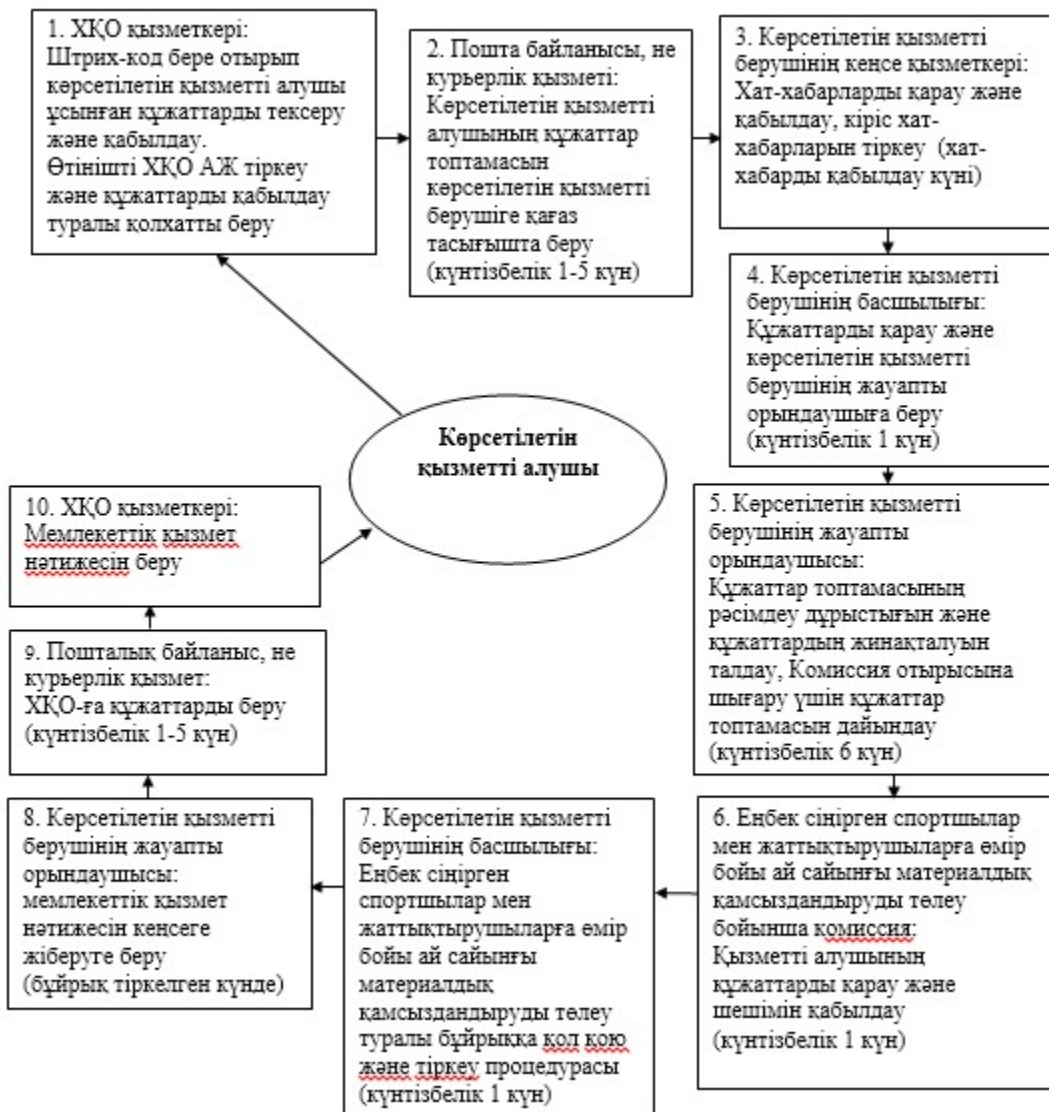 1. ХҚО қызметкері:
Штрих-код бере отырып
көрсетілетін қызметті алушы
ұсынған құжаттарды тексеру
және қабылдау.
Өтінішті ХҚО АЖ тіркеу
және құжаттарды қабылдау
туралы қолхатты беру
2. Пошта байланысы, не
курьерлік қызметі:
Көрсетілетін қызметті
алушының құжаттар
топтамасын
көрсетілетін қызметті
берушіге қағаз
тасығышта беру
(күнтізбелік 1-5 күн)
3. Көрсетілетін қызметті
берушінің кеңсе қызметкері:
Хат-хабарларды қарау және
қабылдау, кіріс хат-
хабарларын тіркеу (хат-
хабарды қабылдау күні)
4. Көрсетілетін қызметті
берушінің басшылығы:
Құжаттарды қарау және
көрсетілетін қызметті
берушінің жауапты
орындаушыға беру
(күнтізбелік 1 күн)
Көрсетілетін
қызметті алушы
5. Көрсетілетін қызметті
берушінің жауапты
орындаушысы:
Құжаттар топтамасының
рәсімдеу дұрыстығын және
құжаттардың жинақталуын
талдау, Комиссия отырысына
шығару үшін құжаттар
топтамасын дайындау
(күнтізбелік 6 күн)
6. Еңбек сіңірген спортшылар
мен жаттықтырушыларға өмір
бойы ай сайынғы материалдық
қамсыздандыруды төлеу
бойынша комиссия:
Қызметті алушының
құжаттарды қарау және
шешімін қабылдау
(күнтізбелік 1 күн)
7. Көрсетілетін қызметті
берушінің басшылығы:
Еңбек сіңірген
спортшылар мен
жаттықтырушыларға өмір
бойы ай сайынғы
материалдық
қамсыздандыруды төлеу
туралы бұйрыққа қол қою
және тіркеу процедурасы
(күнтізбелік 1 күн)
8. Көрсетілетін қызметті
берушінің жауапты
орындаушысы:
мемлекеттік қызмет
нәтижесін кеңсеге
жіберуге беру
(бұйрық тіркелген күнде)
9. Пошталық байланыс, не
курьерлік қызмет:
ХҚО-ға құжаттарды беру
(күнтізбелік 1-5 күн)
10. ХҚО қызметкері:
Мемлекеттік қызмет
нәтижесін беру